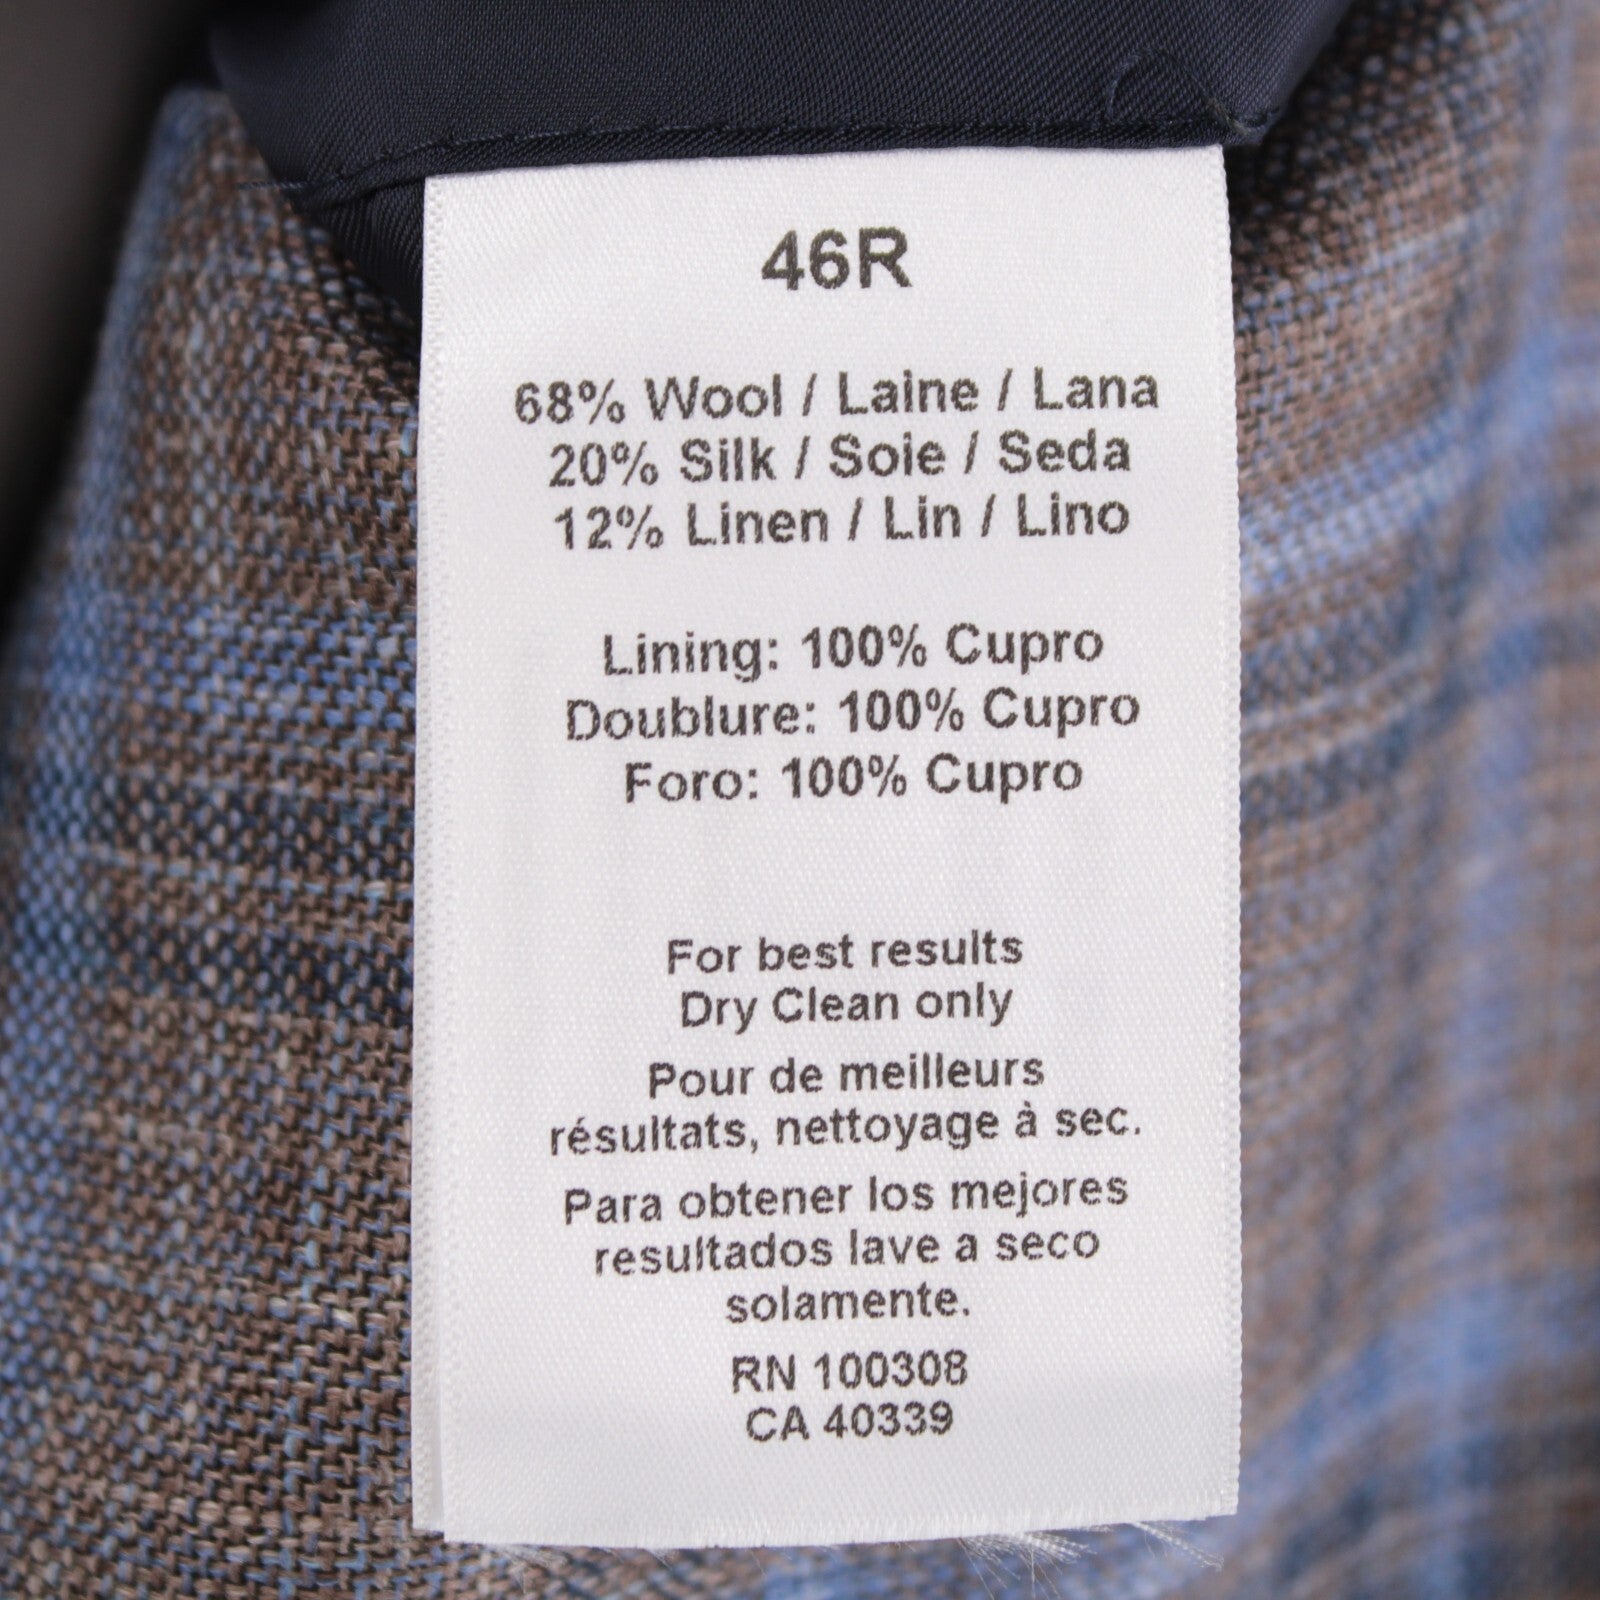 46R
68% Wool / Laine / Lana
20% Silk / Soie / Seda
12% Linen / Lin / Lino
Lining: 100% Cupro
Doublure: 100% Cupro
Foro: 100% Cupro
For best results
Dry Clean only
Pour de meilleurs
résultats, nettoyage à sec.
Para obtener los mejores
resultados lave a seco
solamente.
RN 100308
CA 40339